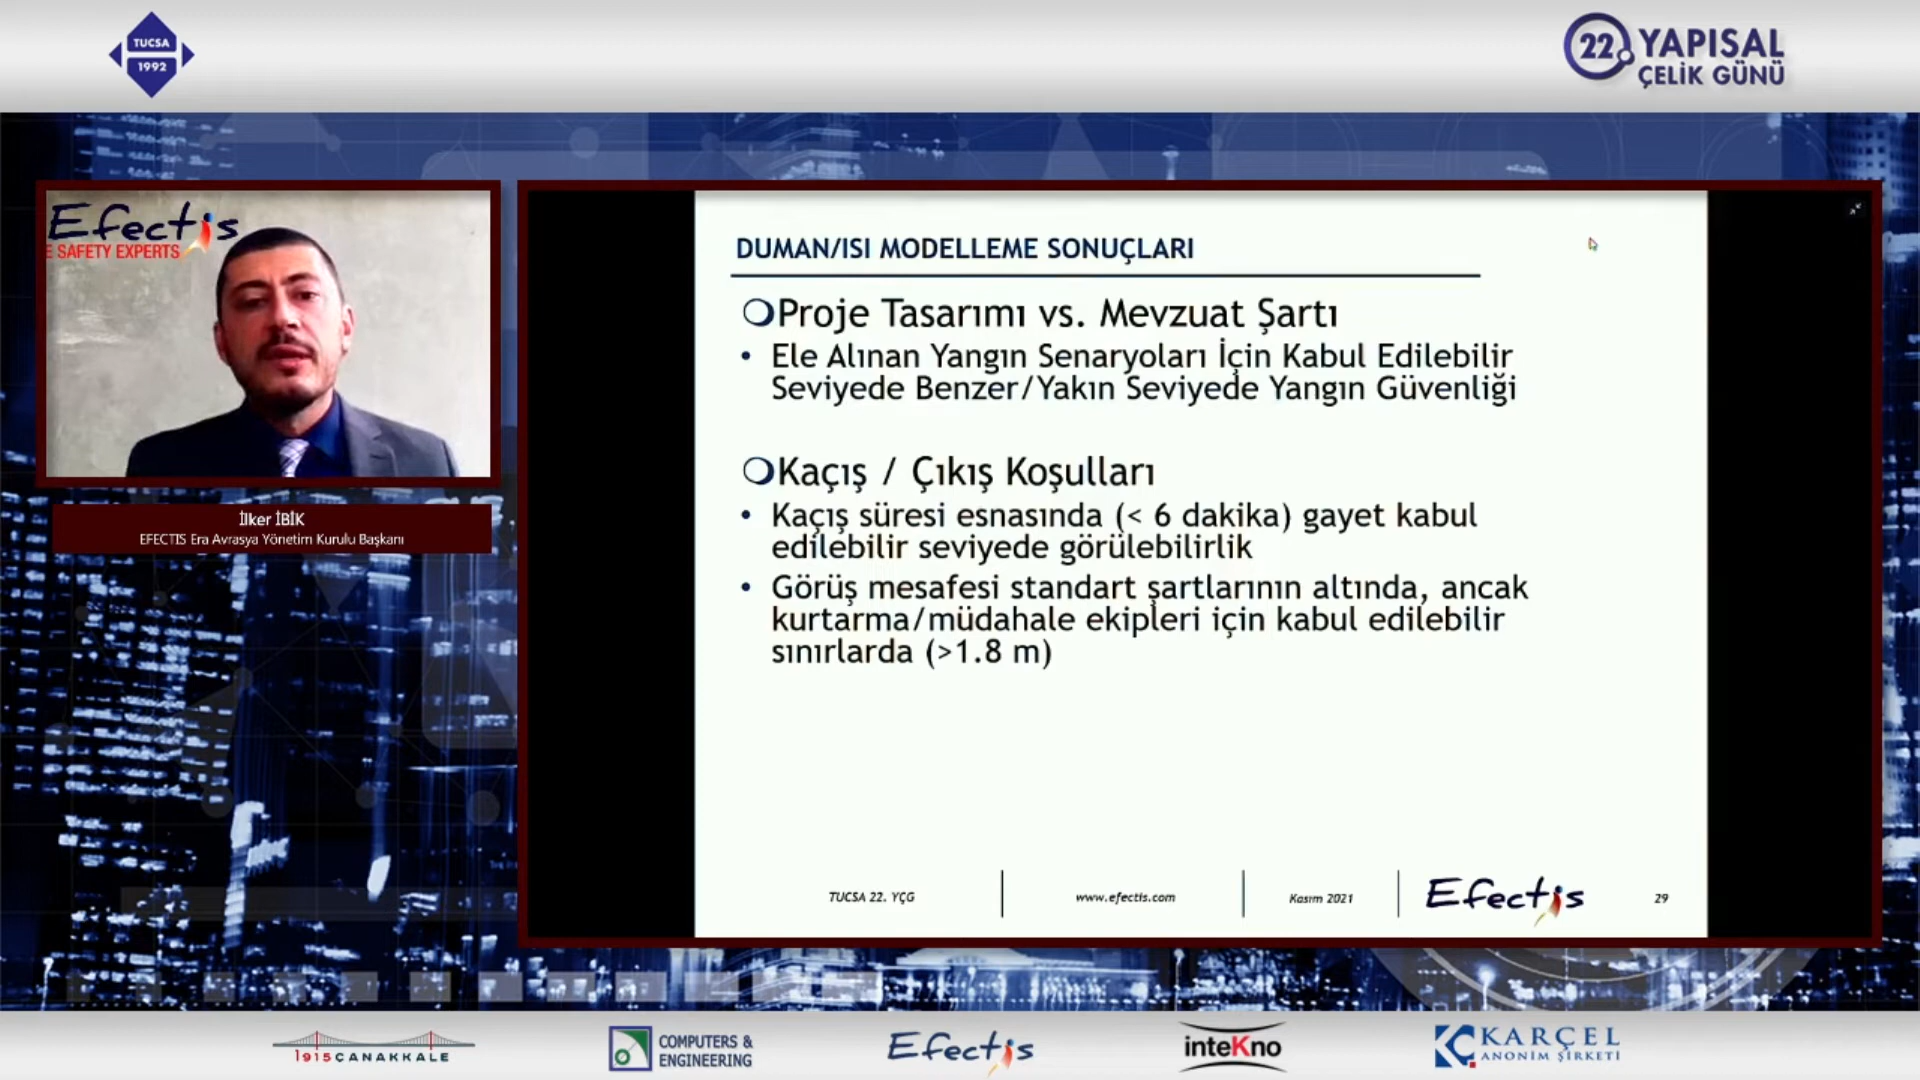 TUCSA
1992
22.
YAPISAL
ÇELİK GÜNÜ
Efectis
E SAFETY EXPERTS
İlker İBİK
EFECTIS Era Avrasya Yönetim Kurulu Başkanı
DUMAN/ISI MODELLEME SONUÇLARI
Proje Tasarımı vs. Mevzuat Şartı
• Ele Alınan Yangın Senaryoları İçin Kabul Edilebilir
Seviyede Benzer/Yakın Seviyede Yangın Güvenliği
Kaçış / Çıkış Koşulları
• Kaçış süresi esnasında (< 6 dakika) gayet kabul
edilebilir seviyede görülebilirlik
• Görüş mesafesi standart şartlarının altında, ancak
kurtarma/müdahale ekipleri için kabul edilebilir
sınırlarda (>1.8 m)
TUCSA 22. YÇG
www.efectis.com
Kasım 2021
Efectis
29
1915ÇANAKKALE
COMPUTERS &
ENGINEERING
Efectis
inteKno
KARÇEL
ANONİM ŞİRKETİ